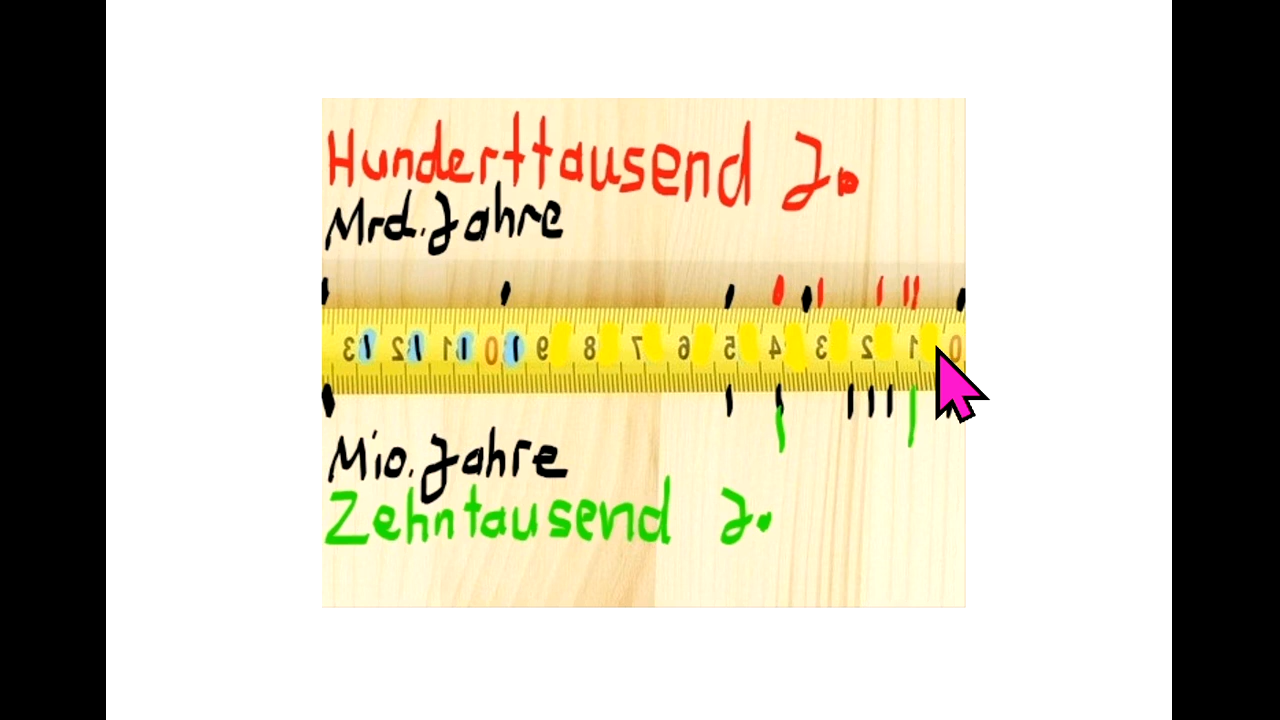 Hunderttausend J.
Mrd. Jahre
13 12 11 10 9 8 7 6 5 4 3 2 1 0
Mio. Jahre
Zehntausend J.